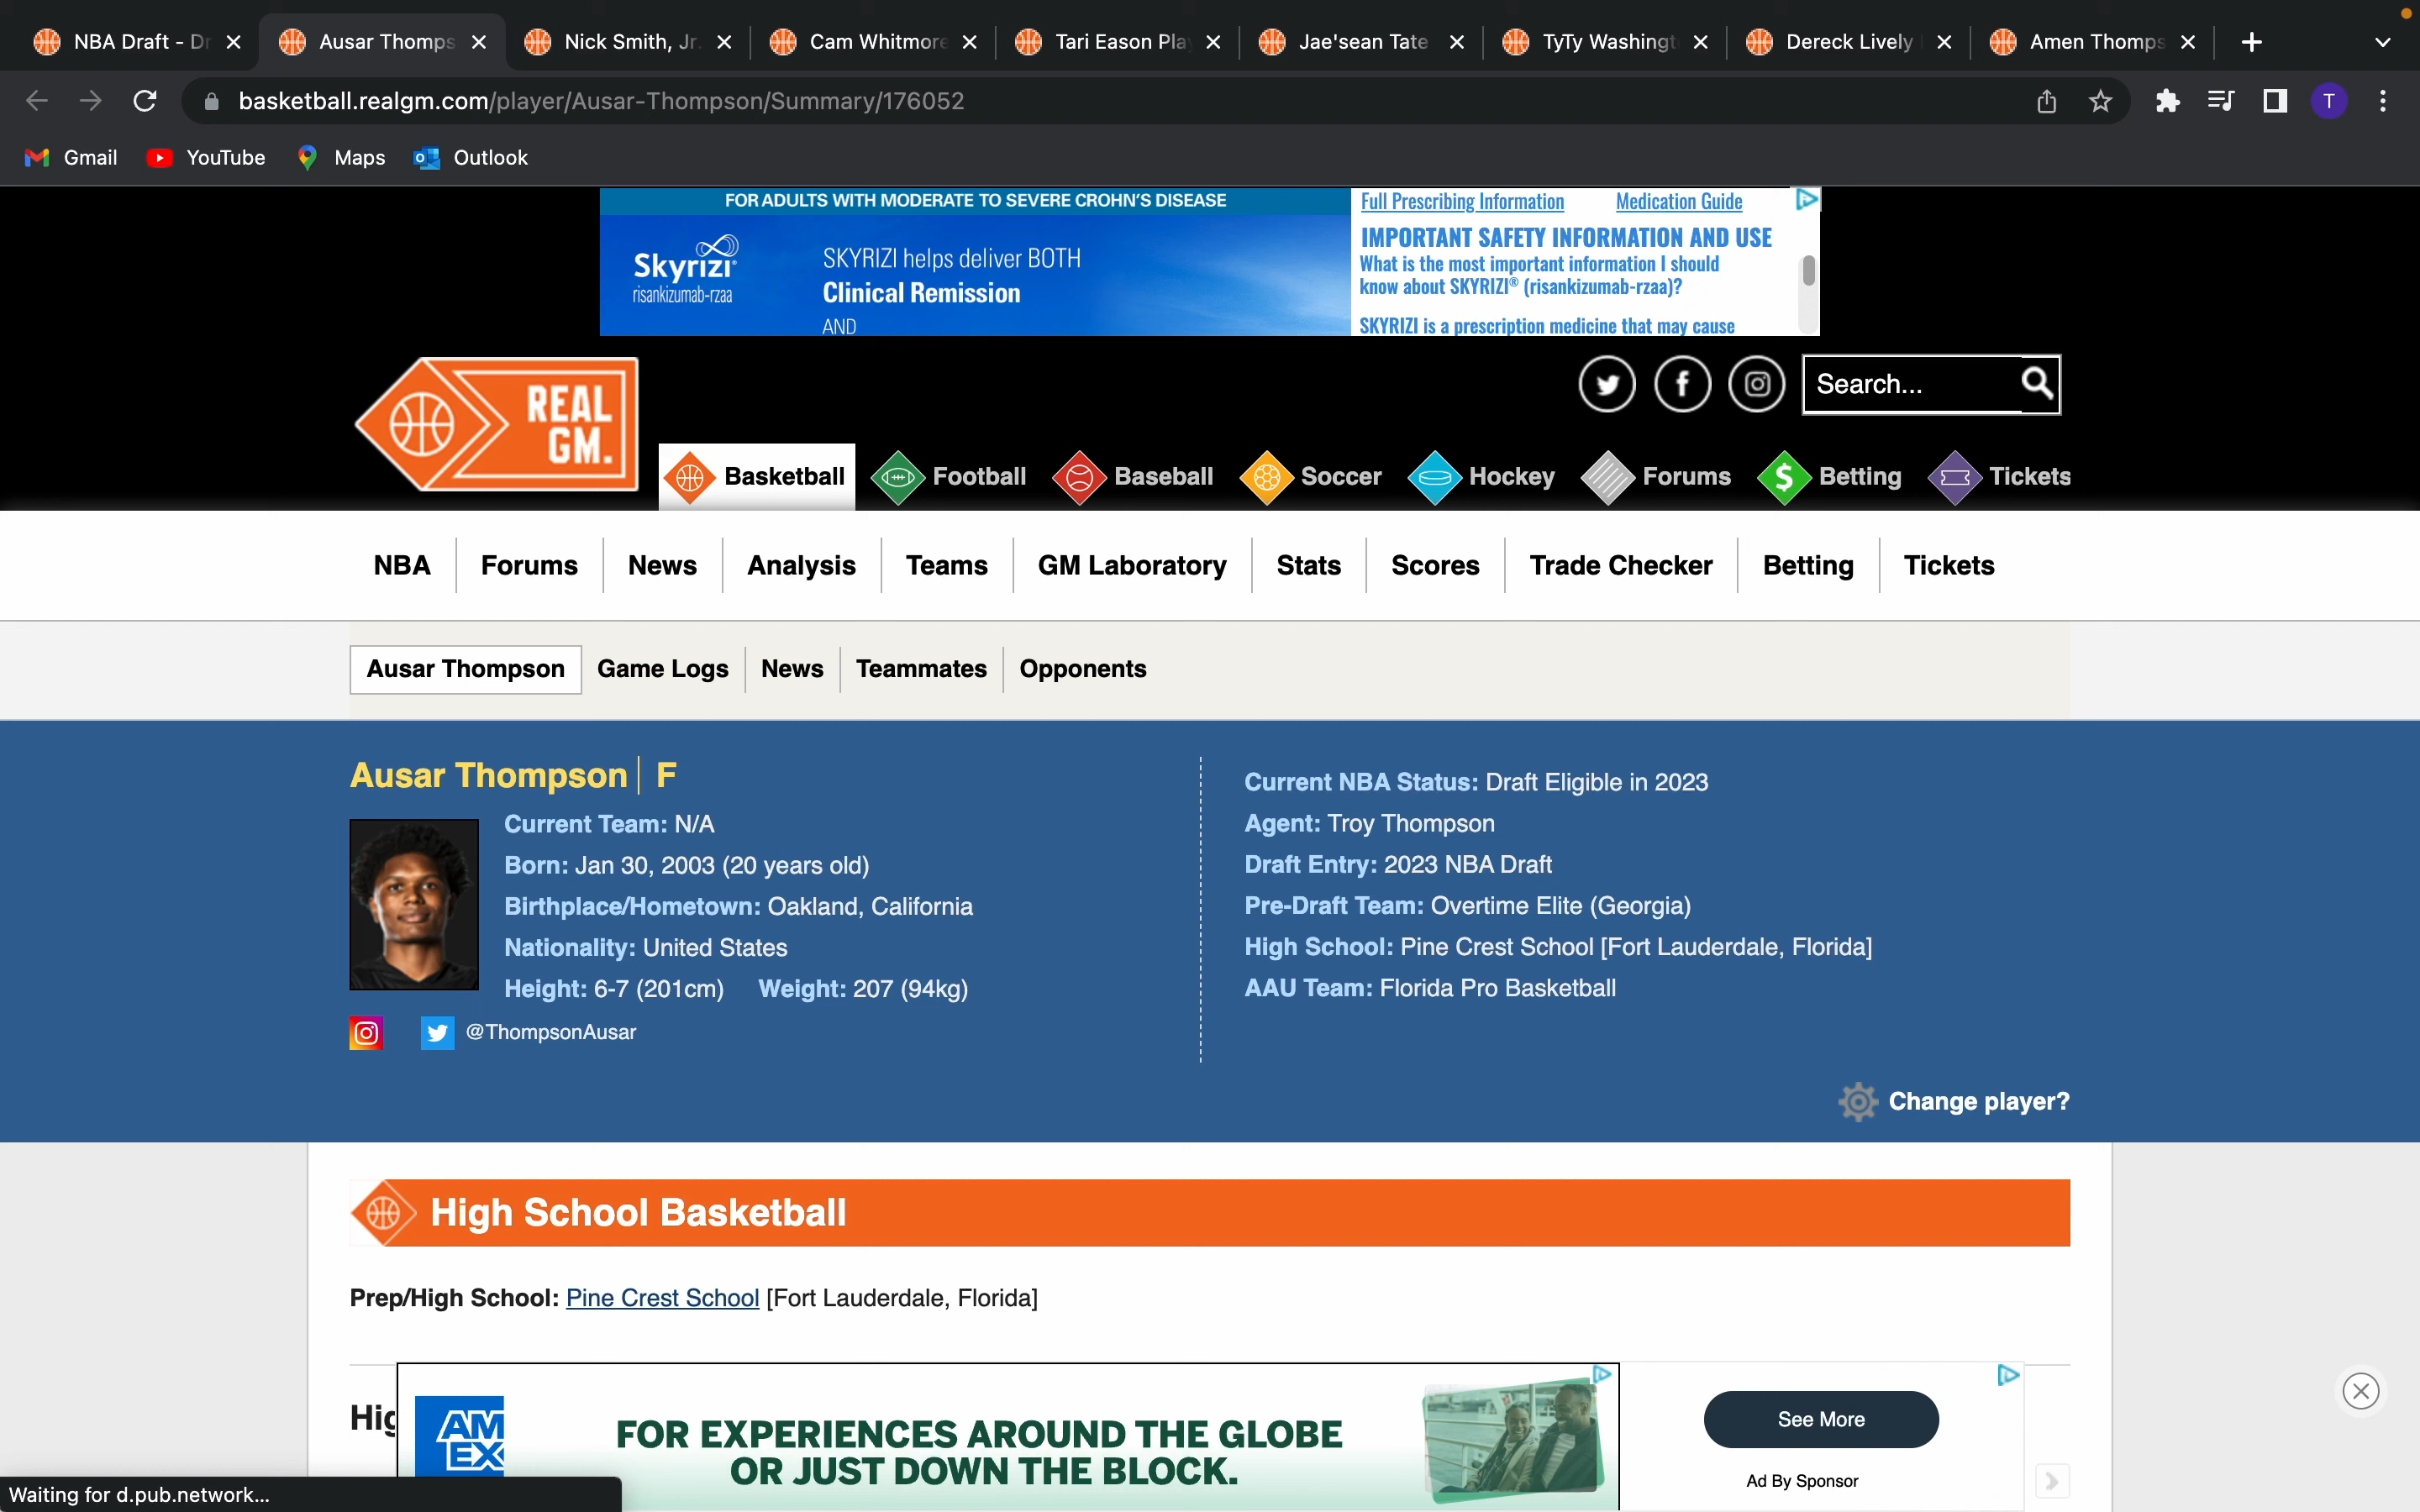 NBA Draft - Dr
Ausar Thomps
Nick Smith, Jr.
Cam Whitmore
Tari Eason Pla
Jae'sean Tate
TyTy Washingt
Dereck Lively
Amen Thomps
basketball.realgm.com/player/Ausar-Thompson/Summary/176052
T
Gmail
YouTube
Maps
Outlook
FOR ADULTS WITH MODERATE TO SEVERE CROHN'S DISEASE
Skyrizi®
risankizumab-rzaa
SKYRIZI helps deliver BOTH
Clinical Remission
AND
Full Prescribing Information
Medication Guide
IMPORTANT SAFETY INFORMATION AND USE
What is the most important information I should
know about SKYRIZI® (risankizumab-rzaa)?
SKYRIZI is a prescription medicine that may cause
REAL
GM.
Search...
Basketball
Football
Baseball
Soccer
Hockey
Forums
Betting
Tickets
NBA
Forums
News
Analysis
Teams
GM Laboratory
Stats
Scores
Trade Checker
Betting
Tickets
Ausar Thompson
Game Logs
News
Teammates
Opponents
Ausar Thompson | F
Current Team: N/A
Born: Jan 30, 2003 (20 years old)
Birthplace/Hometown: Oakland, California
Nationality: United States
Height: 6-7 (201cm) Weight: 207 (94kg)
@ThompsonAusar
Current NBA Status: Draft Eligible in 2023
Agent: Troy Thompson
Draft Entry: 2023 NBA Draft
Pre-Draft Team: Overtime Elite (Georgia)
High School: Pine Crest School [Fort Lauderdale, Florida]
AAU Team: Florida Pro Basketball
Change player?
High School Basketball
Prep/High School: Pine Crest School [Fort Lauderdale, Florida]
Hig
AM
EX
FOR EXPERIENCES AROUND THE GLOBE
OR JUST DOWN THE BLOCK.
See More
Ad By Sponsor
Waiting for d.pub.network...